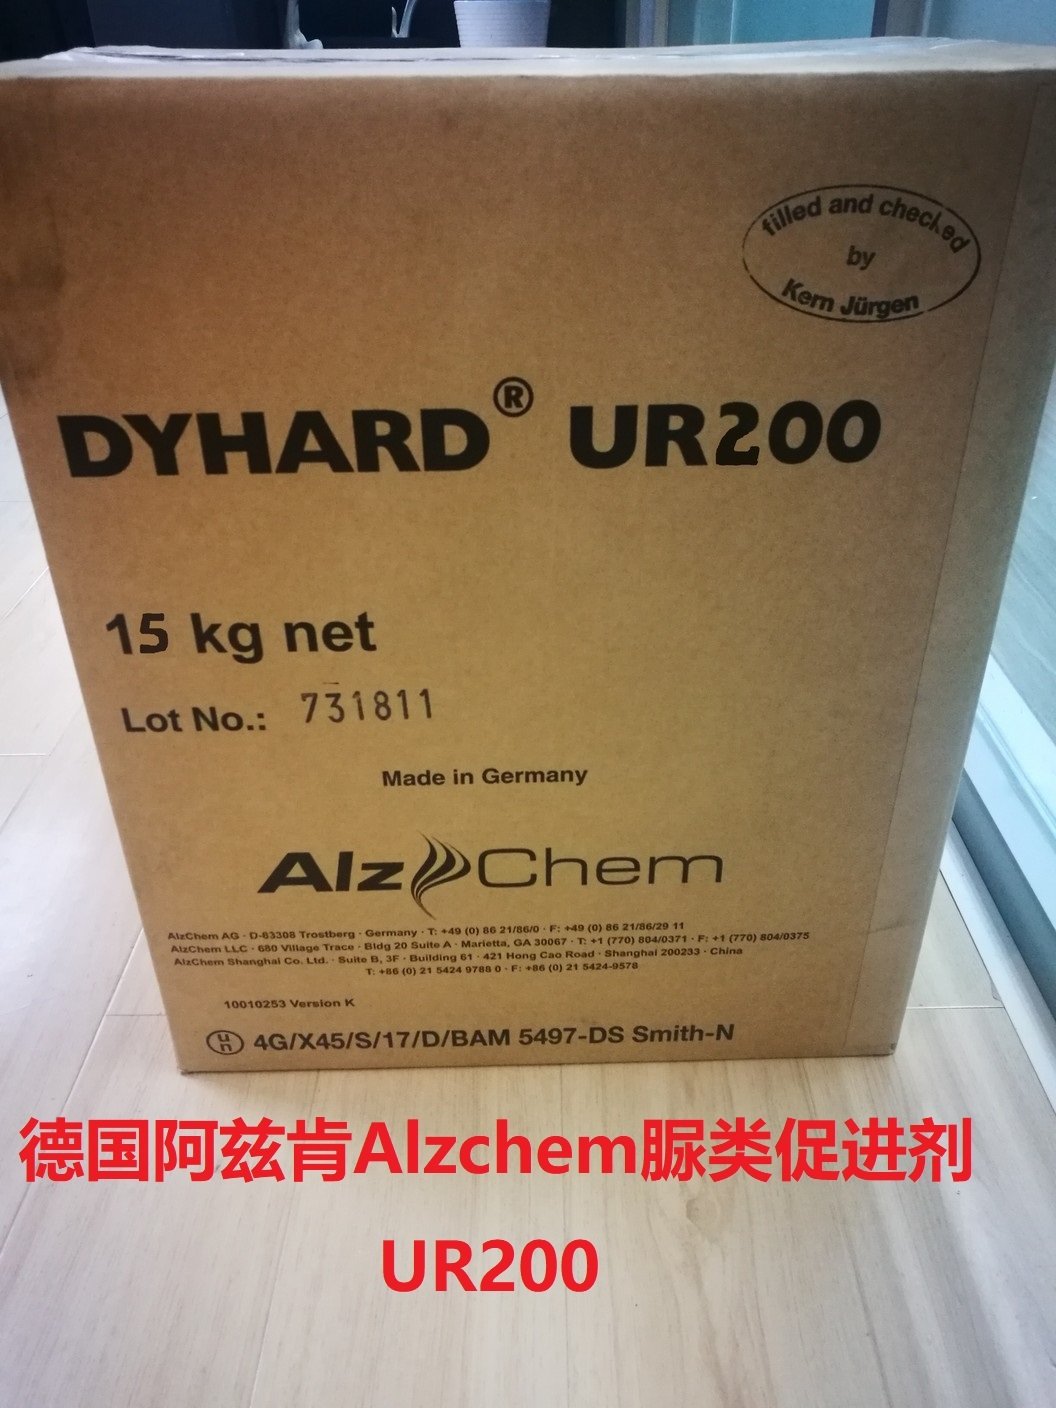 filled and checked
by
Kern Jürgen
DYHARD® UR200
15 kg net
Lot No.: 731811
Made in Germany
AlzChem
AlzChem AG · D-83308 Trostberg · Germany · T: +49 (0) 86 21/86/0 · F: +49 (0) 86 21/86/29 11
AlzChem LLC · 680 Village Trace · Bldg 20 Suite A · Marietta, GA 30067 · T: +1 (770) 804/0371 · F: +1 (770) 804/0375
AlzChem Shanghai Co. Ltd. · Suite B, 3F · Building 61 · 421 Hong Cao Road · Shanghai 200233 · China
T: +86 (0) 21 5424 9788 0 · F: +86 (0) 21 5424-9578
10010253 Version K
un 4G/X45/S/17/D/BAM 5497-DS Smith-N
德国阿兹肯Alzchem脲类促进剂
UR200